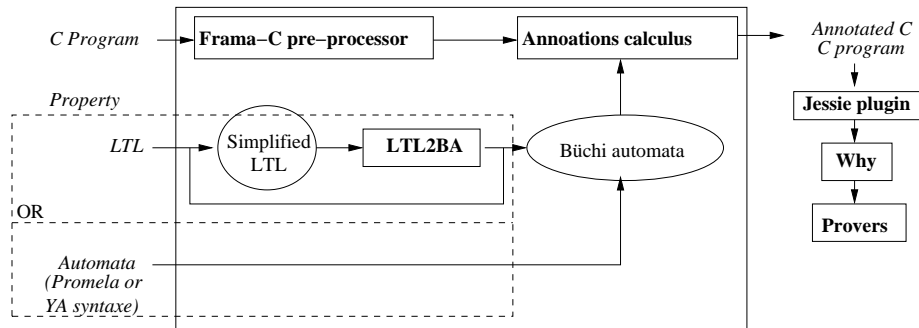 C Program
Frama−C pre−processor
Annoations calculus
Annotated C
C program
Property
Jessie plugin
LTL
Simplified
LTL
LTL2BA
Büchi automata
Why
OR
Provers
Automata
(Promela or
YA syntaxe)